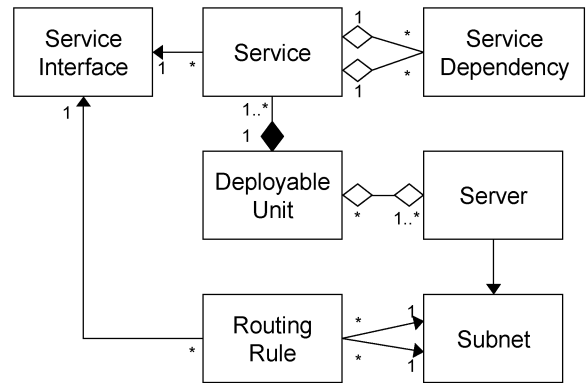 Service
Interface
1
*
Service
1
*
*
1
Service
Dependency
1
1..*
1
Deployable
Unit
*
1..*
Server
Routing
Rule
*
*
*
1
1
Subnet